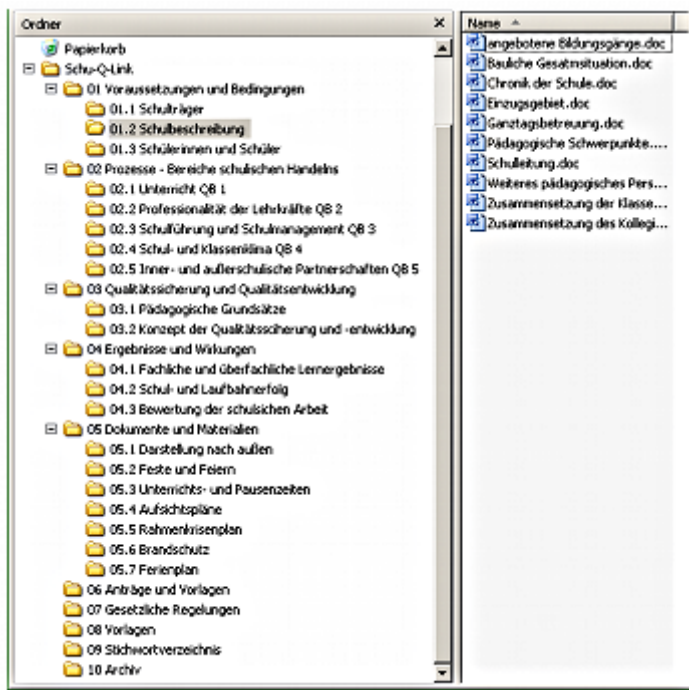 Ordner
Papierkorb
Schu-Q-Link
01 Voraussetzungen und Bedingungen
01.1 Schulträger
01.2 Schulbeschreibung
01.3 Schülerinnen und Schüler
02 Prozesse - Bereiche schulischen Handelns
02.1 Unterricht QB 1
02.2 Professionalität der Lehrkräfte QB 2
02.3 Schulführung und Schulmanagement QB 3
02.4 Schul- und Klassenklima QB 4
02.5 Inner- und außerschulische Partnerschaften QB 5
03 Qualitätssicherung und Qualitätsentwicklung
03.1 Pädagogische Grundsätze
03.2 Konzept der Qualitätssciherung und -entwicklung
04 Ergebnisse und Wirkungen
04.1 Fachliche und überfachliche Lernergebnisse
04.2 Schul- und Laufbahnerfolg
04.3 Bewertung der schulsichen Arbeit
05 Dokumente und Materialien
05.1 Darstellung nach außen
05.2 Feste und Feiern
05.3 Unterrichts- und Pausenzeiten
05.4 Aufsichtspläne
05.5 Rahmenkrisenplan
05.6 Brandschutz
05.7 Ferienplan
06 Anträge und Vorlagen
07 Gesetzliche Regelungen
08 Vorlagen
09 Stichwortverzeichnis
10 Archiv
Name
angebotene Bildungsgänge.doc
Bauliche Gesatmsituation.doc
Chronik der Schule.doc
Einzugsgebiet.doc
Ganztagsbetreuung.doc
Pädagogische Schwerpunkte....
Schulleitung.doc
Weiteres pädagogisches Pers...
Zusammensetzung der Klasse...
Zusammensetzung des Kollegi...